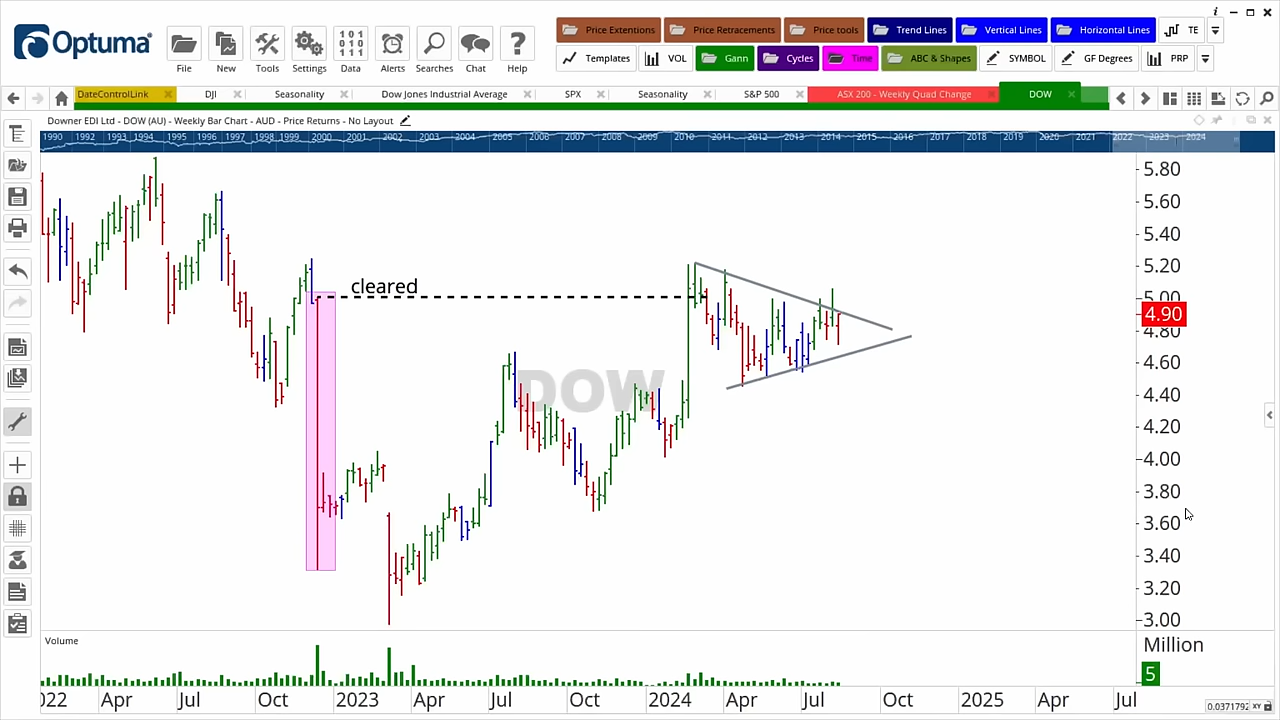 i
Optuma
File
New
Tools
Settings
Data
Alerts
Searches
Chat
Help
Price Extentions
Price Retracements
Price tools
Trend Lines
Vertical Lines
Horizontal Lines
TE
Templates
VOL
Gann
Cycles
Time
ABC & Shapes
SYMBOL
GF Degrees
PRP
DateControlLink
DJI
Seasonality
Dow Jones Industrial Average
SPX
Seasonality
S&P 500
ASX 200 - Weekly Quad Change
DOW
Downer EDI Ltd - DOW (AU) - Weekly Bar Chart - AUD - Price Returns - No Layout
1990 1992 1993 1994 1995 1996 1997 1998 1999 2000 2001 2002 2003 2004 2005 2006 2007 2008 2009 2010 2011 2012 2013 2014 2015 2016 2017 2018 2019 2020 2021 2022 2023 2024
5.80
5.60
5.40
5.20
cleared
5.00
4.90
4.80
4.60
DOW
4.40
4.20
4.00
3.80
3.60
3.40
3.20
3.00
Volume
Million
5
022 Apr Jul Oct 2023 Apr Jul Oct 2024 Apr Jul Oct 2025 Apr Jul
0.0371792 XY